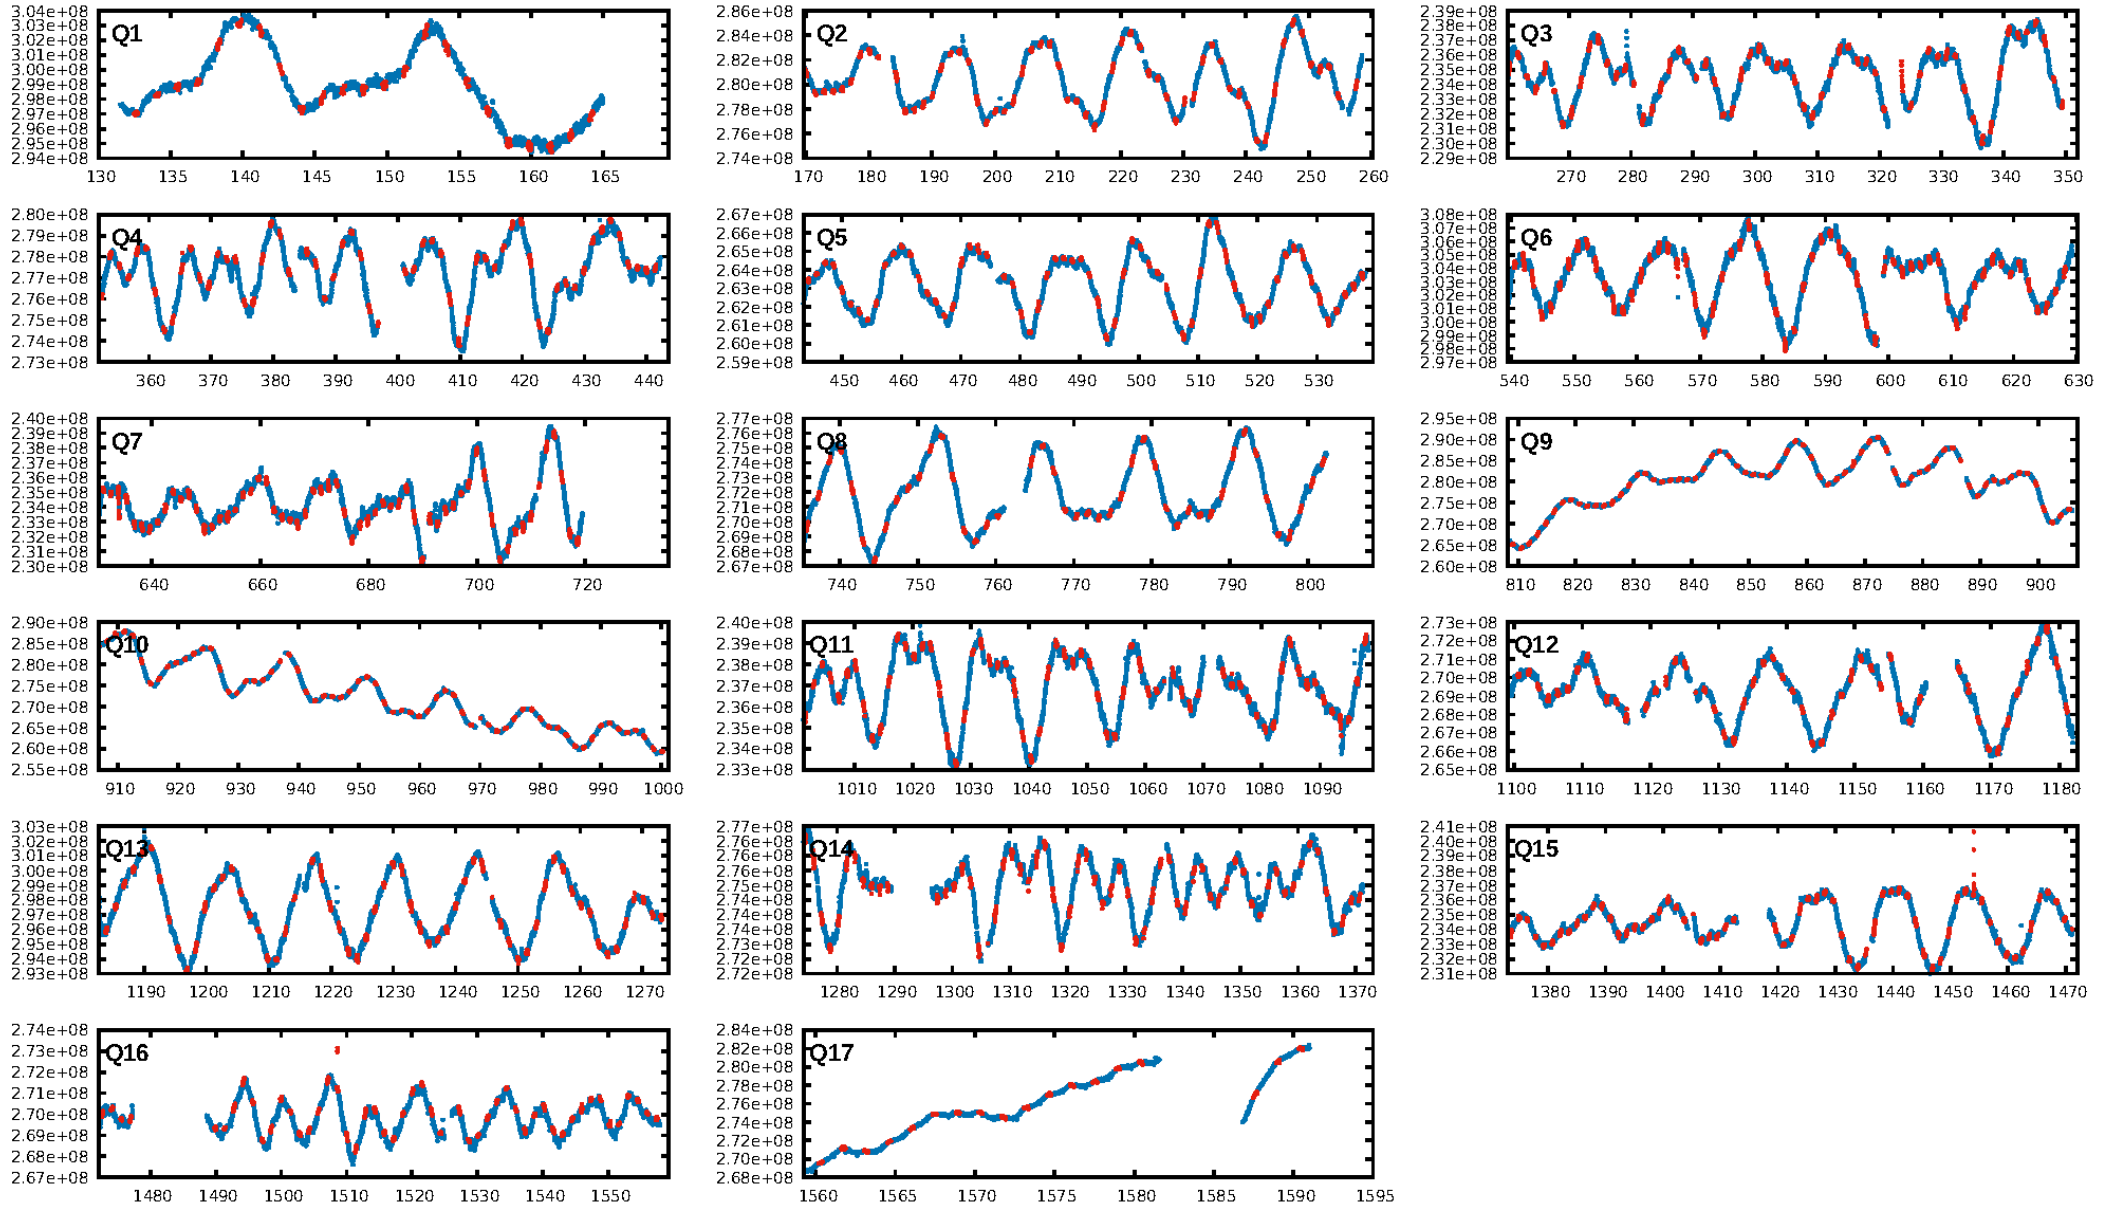 3.04e+08
3.03e+08
3.02e+08
3.01e+08
3.00e+08
2.99e+08
2.98e+08
2.97e+08
2.96e+08
2.95e+08
2.94e+08
Q1
130 135 140 145 150 155 160 165
2.86e+08
2.84e+08
2.82e+08
2.80e+08
2.78e+08
2.76e+08
2.74e+08
Q2
170 180 190 200 210 220 230 240 250 260
2.39e+08
2.38e+08
2.37e+08
2.36e+08
2.35e+08
2.34e+08
2.33e+08
2.32e+08
2.31e+08
2.30e+08
2.29e+08
Q3
270 280 290 300 310 320 330 340 350
2.80e+08
2.79e+08
2.78e+08
2.77e+08
2.76e+08
2.75e+08
2.74e+08
2.73e+08
Q4
360 370 380 390 400 410 420 430 440
2.67e+08
2.66e+08
2.65e+08
2.64e+08
2.63e+08
2.62e+08
2.61e+08
2.60e+08
2.59e+08
Q5
450 460 470 480 490 500 510 520 530
3.08e+08
3.07e+08
3.06e+08
3.05e+08
3.04e+08
3.03e+08
3.02e+08
3.01e+08
3.00e+08
2.99e+08
2.98e+08
2.97e+08
Q6
540 550 560 570 580 590 600 610 620 630
2.40e+08
2.39e+08
2.38e+08
2.37e+08
2.36e+08
2.35e+08
2.34e+08
2.33e+08
2.32e+08
2.31e+08
2.30e+08
Q7
640 660 680 700 720
2.77e+08
2.76e+08
2.75e+08
2.74e+08
2.73e+08
2.72e+08
2.71e+08
2.70e+08
2.69e+08
2.68e+08
2.67e+08
Q8
740 750 760 770 780 790 800
2.95e+08
2.90e+08
2.85e+08
2.80e+08
2.75e+08
2.70e+08
2.65e+08
2.60e+08
Q9
810 820 830 840 850 860 870 880 890 900
2.90e+08
2.85e+08
2.80e+08
2.75e+08
2.70e+08
2.65e+08
2.60e+08
2.55e+08
Q10
910 920 930 940 950 960 970 980 990 1000
2.40e+08
2.39e+08
2.38e+08
2.37e+08
2.36e+08
2.35e+08
2.34e+08
2.33e+08
Q11
1010 1020 1030 1040 1050 1060 1070 1080 1090
2.73e+08
2.72e+08
2.71e+08
2.70e+08
2.69e+08
2.68e+08
2.67e+08
2.66e+08
2.65e+08
Q12
1100 1110 1120 1130 1140 1150 1160 1170 1180
3.03e+08
3.02e+08
3.01e+08
3.00e+08
2.99e+08
2.98e+08
2.97e+08
2.96e+08
2.95e+08
2.94e+08
2.93e+08
Q13
1190 1200 1210 1220 1230 1240 1250 1260 1270
2.77e+08
2.76e+08
2.76e+08
2.75e+08
2.75e+08
2.74e+08
2.74e+08
2.73e+08
2.73e+08
2.72e+08
2.72e+08
Q14
1280 1290 1300 1310 1320 1330 1340 1350 1360 1370
2.41e+08
2.40e+08
2.39e+08
2.38e+08
2.37e+08
2.36e+08
2.35e+08
2.34e+08
2.33e+08
2.32e+08
2.31e+08
Q15
1380 1390 1400 1410 1420 1430 1440 1450 1460 1470
2.74e+08
2.73e+08
2.72e+08
2.71e+08
2.70e+08
2.69e+08
2.68e+08
2.67e+08
Q16
1480 1490 1500 1510 1520 1530 1540 1550
2.84e+08
2.82e+08
2.80e+08
2.78e+08
2.76e+08
2.74e+08
2.72e+08
2.70e+08
2.68e+08
Q17
1560 1565 1570 1575 1580 1585 1590 1595